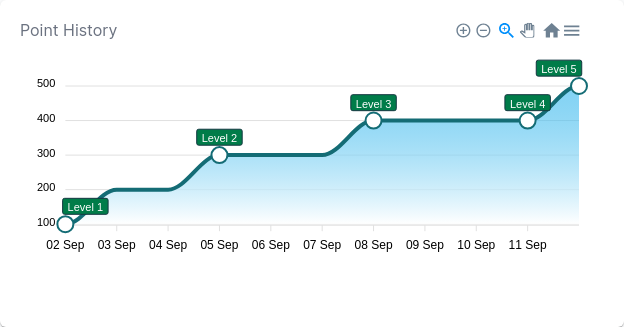 Point History
Level 5
500
Level 3
Level 4
400
Level 2
300
200
Level 1
100
02 Sep 03 Sep 04 Sep 05 Sep 06 Sep 07 Sep 08 Sep 09 Sep 10 Sep 11 Sep